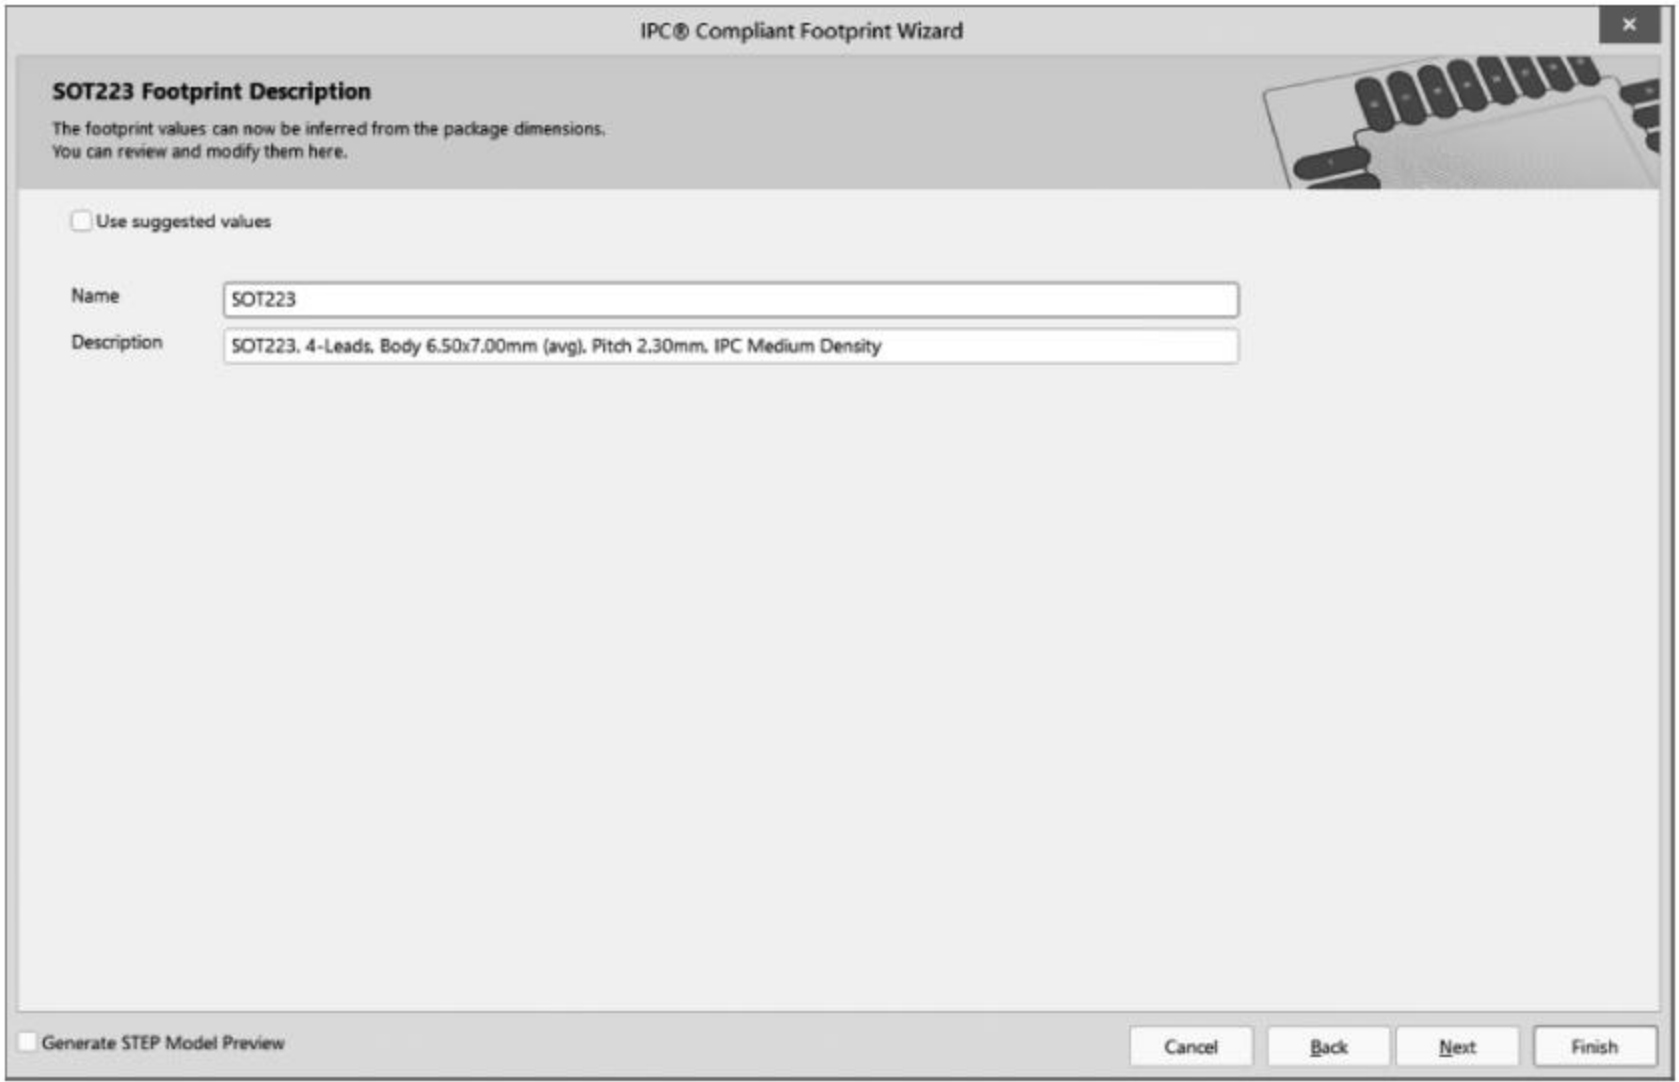 IPC® Compliant Footprint Wizard
SOT223 Footprint Description
The footprint values can now be inferred from the package dimensions.
You can review and modify them here.
Use suggested values
Name
SOT223
Description
SOT223, 4-Leads, Body 6.50x7.00mm (avg), Pitch 2.30mm, IPC Medium Density
Generate STEP Model Preview
Cancel
Back
Next
Finish